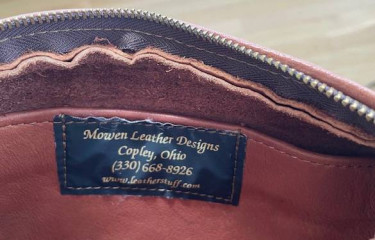 Mowen Leather Designs
Copley, Ohio
(330) 668-8926
www.leatherstuff.com